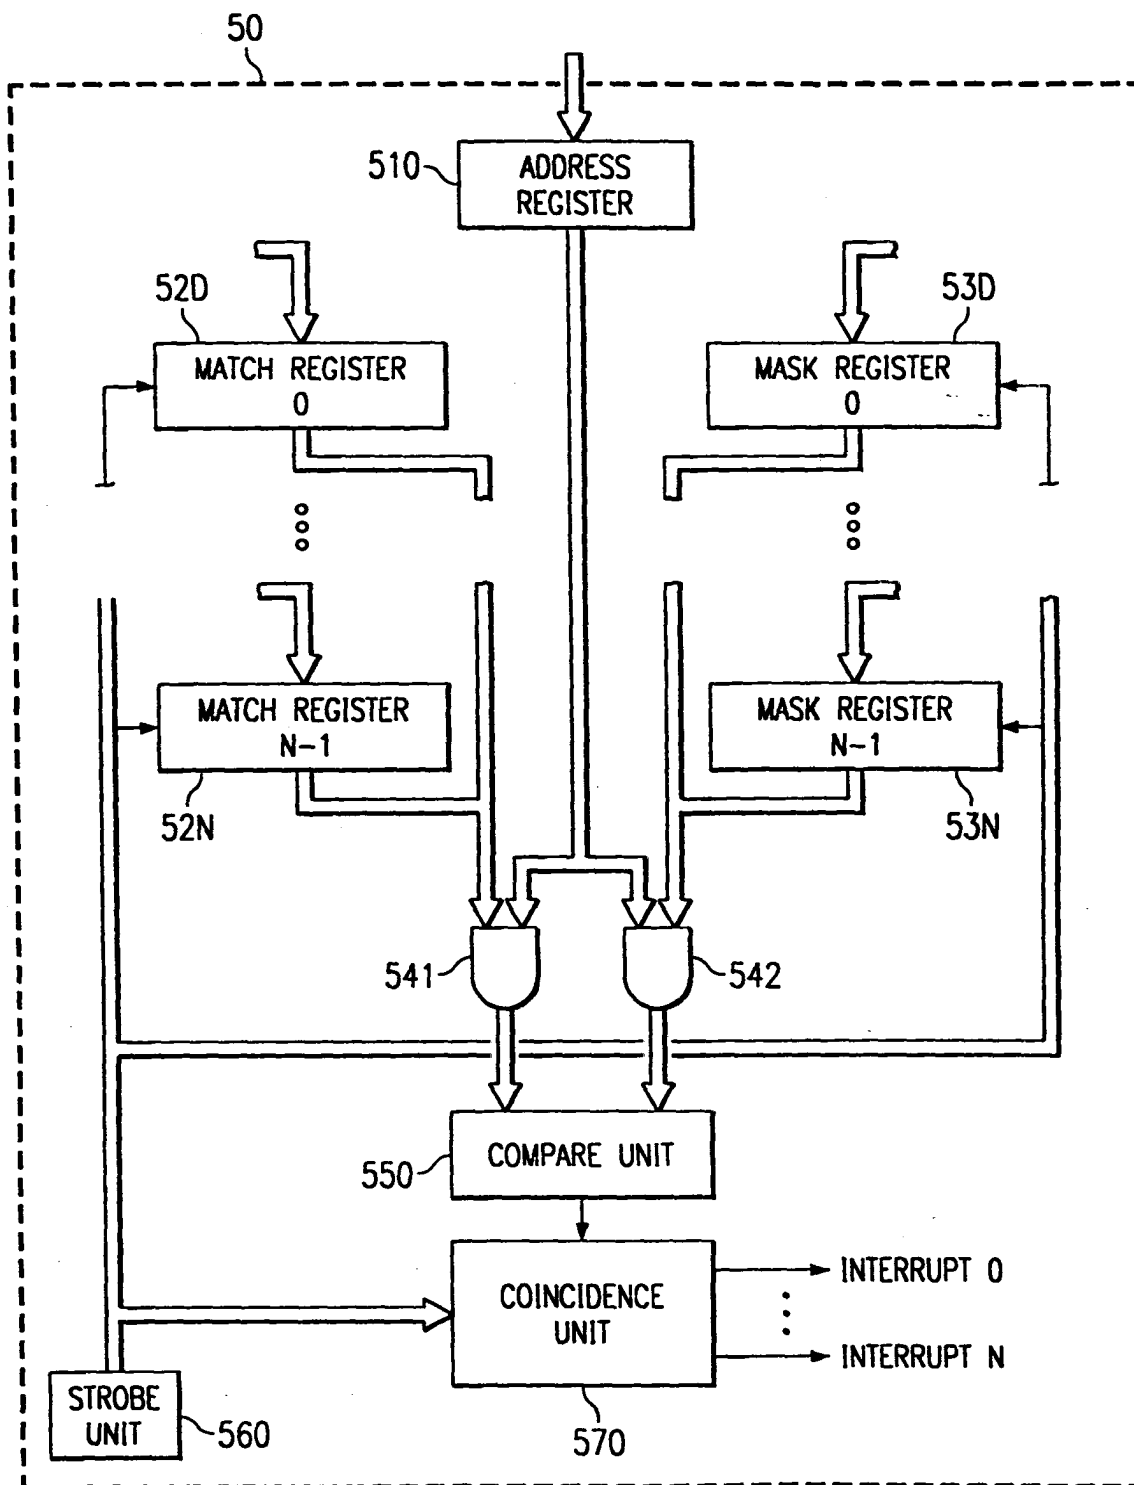 50
510
ADDRESS
REGISTER
52D
53D
MATCH REGISTER
0
MASK REGISTER
0
MATCH REGISTER
N-1
MASK REGISTER
N-1
52N
53N
541
542
COMPARE UNIT
550
COINCIDENCE
UNIT
INTERRUPT 0
INTERRUPT N
STROBE
UNIT
560
570